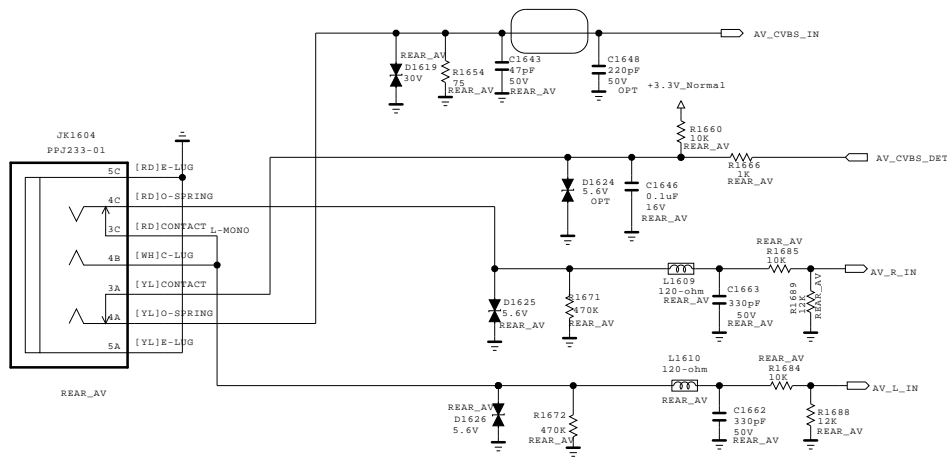 AV_CVBS_IN
REAR_AV
D1619
30V
R1654
75
REAR_AV
C1643
47pF
50V
REAR_AV
C1648
220pF
50V
OPT
+3.3V_Normal
R1660
10K
REAR_AV
R1666
1K
REAR_AV
AV_CVBS_DET
D1624
5.6V
OPT
C1646
0.1uF
16V
REAR_AV
JK1604
PPJ233-01
5C
[RD]E-LUG
4C
[RD]O-SPRING
3C
[RD]CONTACT
L-MONO
4B
[WH]C-LUG
3A
[YL]CONTACT
4A
[YL]O-SPRING
5A
[YL]E-LUG
REAR_AV
D1625
5.6V
REAR_AV
R1671
470K
REAR_AV
L1609
120-ohm
REAR_AV
C1663
330pF
50V
REAR_AV
REAR_AV
R1685
10K
R1689
12K
REAR_AV
AV_R_IN
REAR_AV
D1626
5.6V
R1672
470K
REAR_AV
L1610
120-ohm
REAR_AV
C1662
330pF
50V
REAR_AV
REAR_AV
R1684
10K
R1688
12K
REAR_AV
AV_L_IN